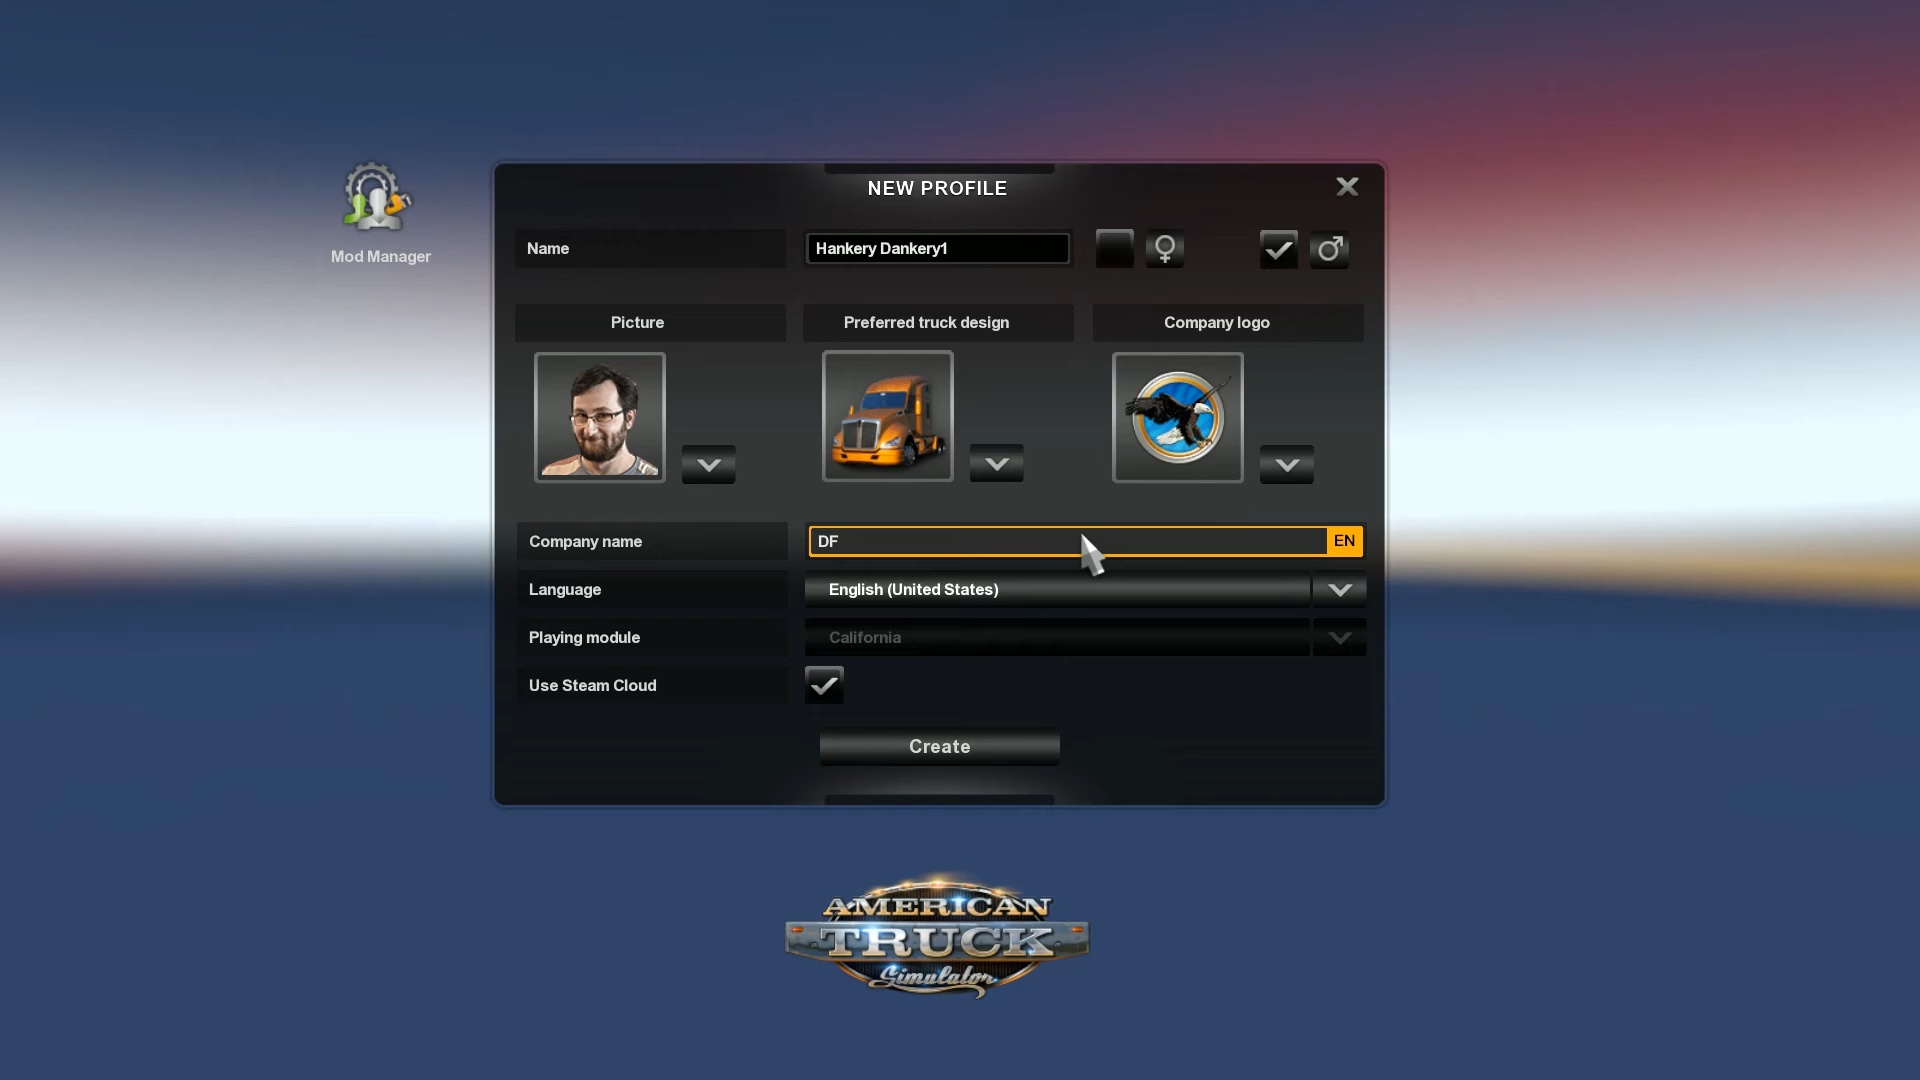 NEW PROFILE
Mod Manager
Name
Hankery Dankery1
Picture
Preferred truck design
Company logo
Company name
DF
EN
Language
English (United States)
Playing module
California
Use Steam Cloud
Create
AMERICAN
TRUCK
Simulator